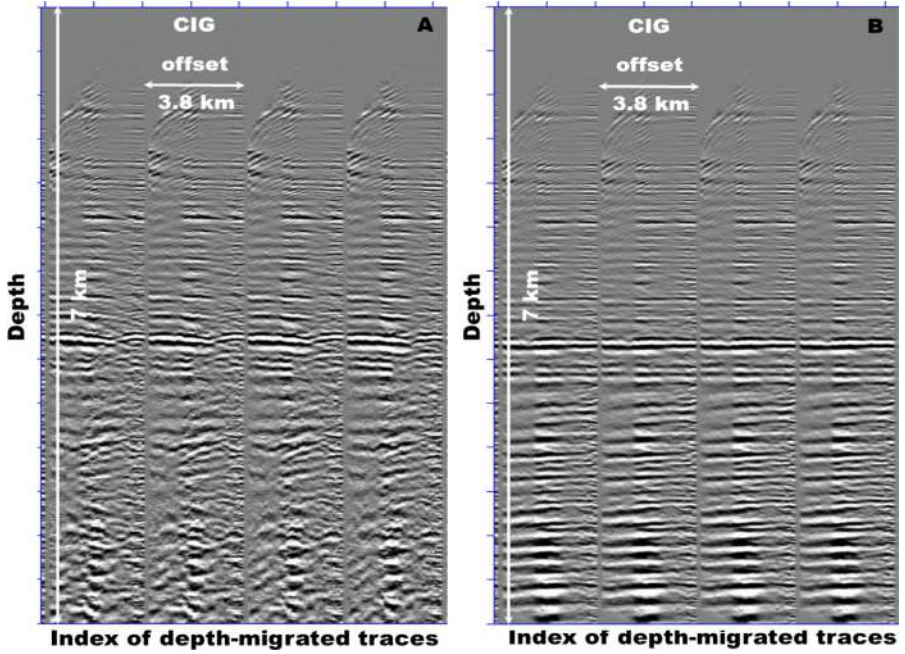 CIG
A
offset
3.8 km
7 km
Depth
Index of depth-migrated traces
CIG
B
offset
3.8 km
7 km
Depth
Index of depth-migrated traces